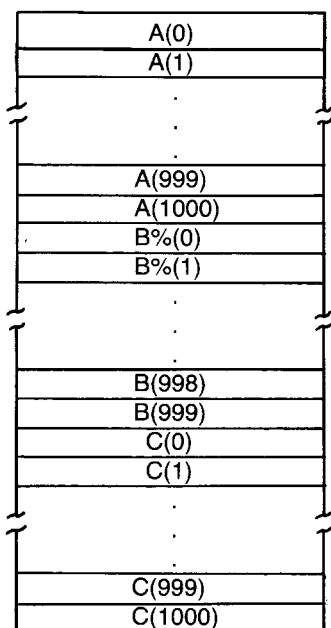 A(0)
A(1)
.
.
.
A(999)
A(1000)
B%(0)
B%(1)
.
.
.
B(998)
B(999)
C(0)
C(1)
.
.
.
C(999)
C(1000)